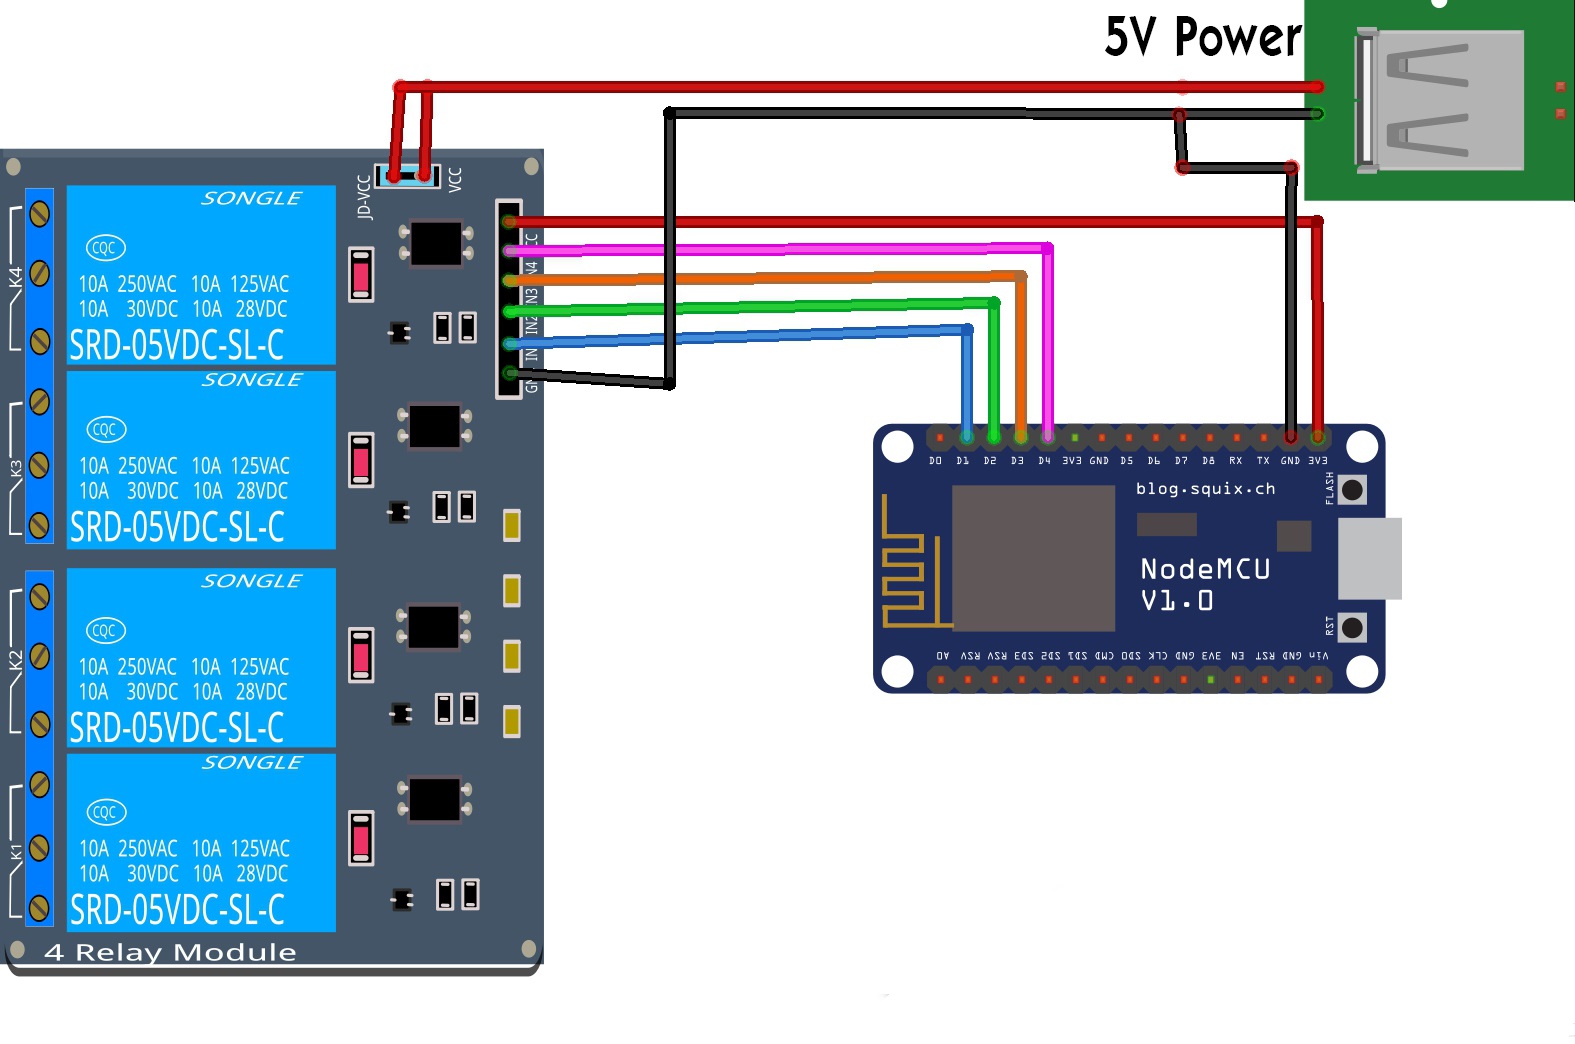 5V Power
JD-VCC
VCC
SONGLE
CQC
10A 250VAC 10A 125VAC
10A 30VDC 10A 28VDC
SRD-05VDC-SL-C
K4
IN2
SONGLE
CQC
10A 250VAC 10A 125VAC
10A 30VDC 10A 28VDC
SRD-05VDC-SL-C
K3
SONGLE
CQC
10A 250VAC 10A 125VAC
10A 30VDC 10A 28VDC
SRD-05VDC-SL-C
K2
SONGLE
CQC
10A 250VAC 10A 125VAC
10A 30VDC 10A 28VDC
SRD-05VDC-SL-C
K1
4 Relay Module
D0 D1 D2 D3 D4 3V3 GND D5 D6 D7 D8 RX TX GND 3V3
blog.squix.ch
FLASH
NodeMCU
V1.0
RST
A0 RSV RSV SD3 SD2 SD1 CMD SD0 CLK GND 3V3 EN RST GND Vin